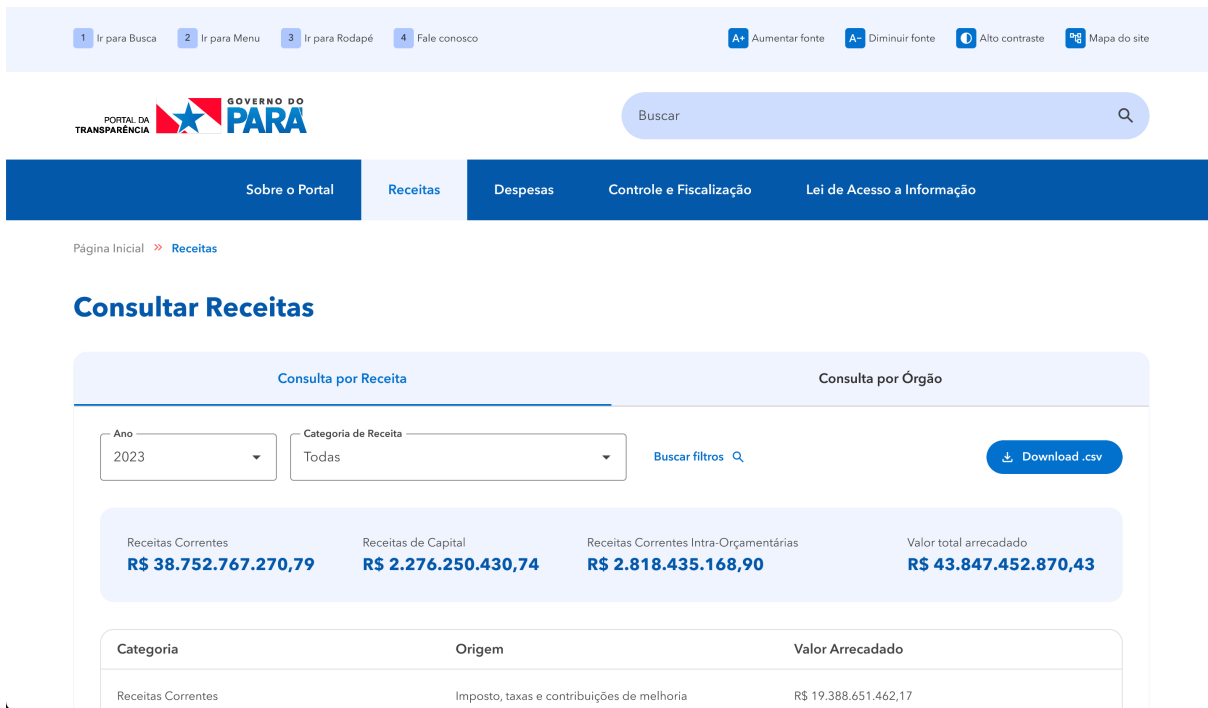 1 Ir para Busca 2 Ir para Menu 3 Ir para Rodapé 4 Fale conosco A+ Aumentar fonte A- Diminuir fonte Alto contraste Mapa do site
PORTAL DA
TRANSPARÊNCIA
GOVERNO DO
PARÁ
Buscar
Sobre o Portal Receitas Despesas Controle e Fiscalização Lei de Acesso a Informação
Página Inicial » Receitas
Consultar Receitas
Consulta por Receita Consulta por Órgão
Ano Categoria de Receita
2023 Todas Buscar filtros Download .csv
Receitas Correntes Receitas de Capital Receitas Correntes Intra-Orçamentárias Valor total arrecadado
R$ 38.752.767.270,79 R$ 2.276.250.430,74 R$ 2.818.435.168,90 R$ 43.847.452.870,43
Categoria Origem Valor Arrecadado
Receitas Correntes Imposto, taxas e contribuições de melhoria R$ 19.388.651.462,17